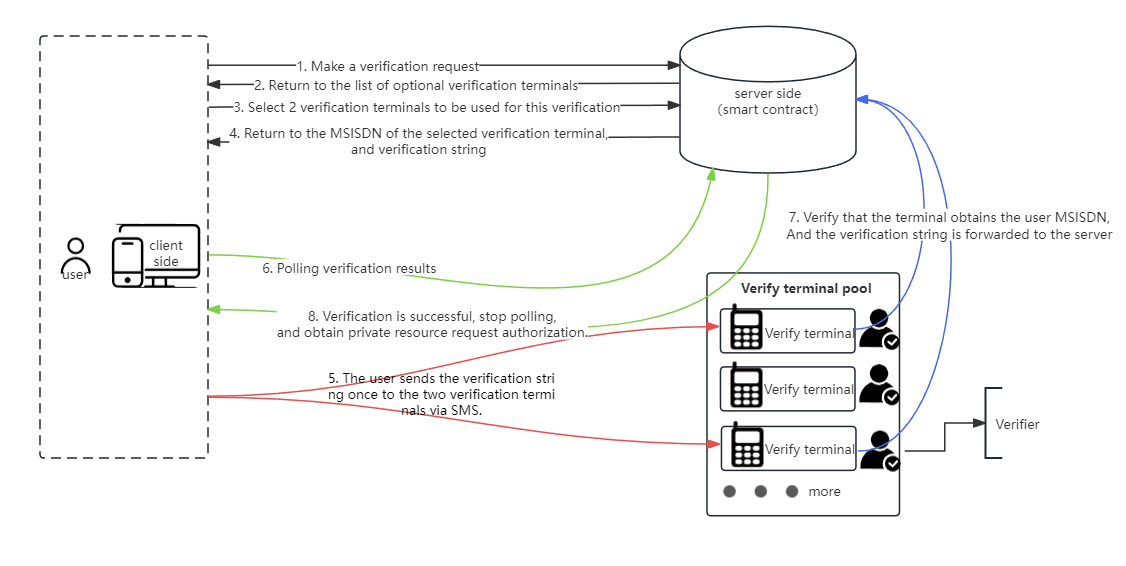 1. Make a verification request
2. Return to the list of optional verification terminals
3. Select 2 verification terminals to be used for this verification
4. Return to the MSISDN of the selected verification terminal,
and verification string
server side
(smart contract)
7. Verify that the terminal obtains the user MSISDN,
And the verification string is forwarded to the server
user
client
side
6. Polling verification results
8. Verification is successful, stop polling,
and obtain private resource request authorization.
5. The user sends the verification stri
ng once to the two verification termi
nals via SMS.
Verify terminal pool
Verify terminal
Verify terminal
Verify terminal
more
Verifier